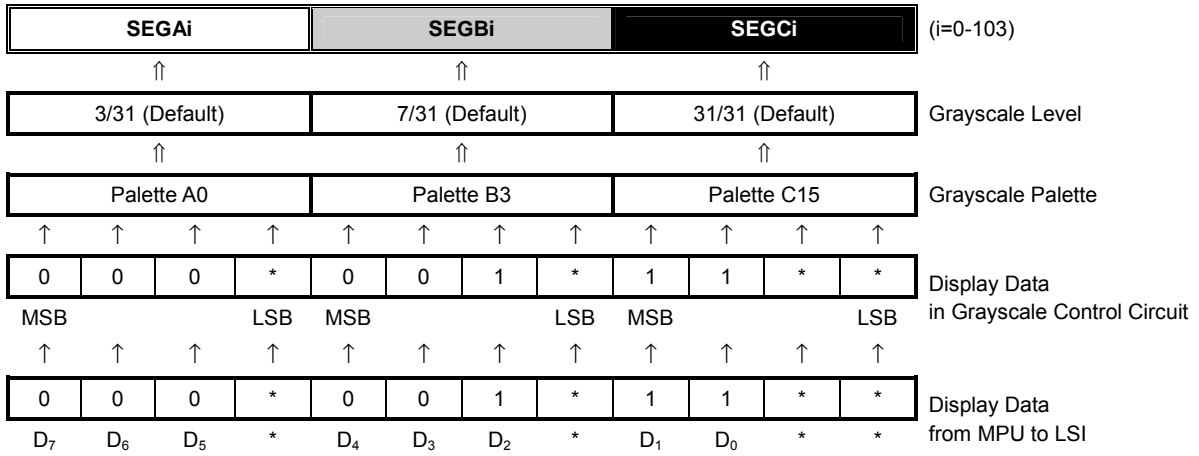 SEGAi SEGBi SEGCi (i=0-103)
⇑ ⇑ ⇑
3/31 (Default) 7/31 (Default) 31/31 (Default) Grayscale Level
⇑ ⇑ ⇑
Palette A0 Palette B3 Palette C15 Grayscale Palette
↑ ↑ ↑ ↑ ↑ ↑ ↑ ↑ ↑ ↑ ↑ ↑
0 0 0 * 0 0 1 * 1 1 * * Display Data
MSB LSB MSB LSB MSB LSB in Grayscale Control Circuit
↑ ↑ ↑ ↑ ↑ ↑ ↑ ↑ ↑ ↑ ↑ ↑
0 0 0 * 0 0 1 * 1 1 * * Display Data
D₇ D₆ D₅ * D₄ D₃ D₂ * D₁ D₀ * * from MPU to LSI